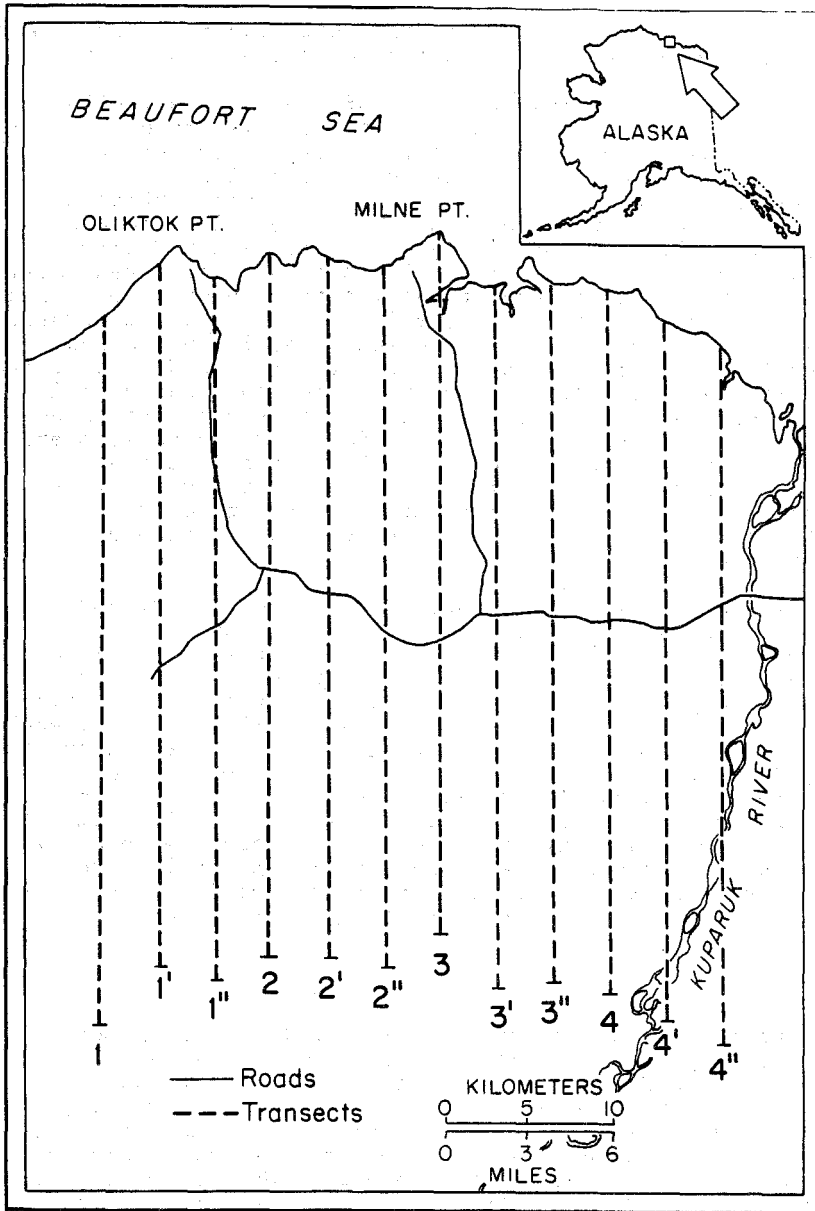 BEAUFORT SEA
ALASKA
OLIKTOK PT.
MILNE PT.
KUPARUK RIVER
1
1'
1"
2
2'
2"
3
3'
3"
4
4'
4"
Roads
Transects
KILOMETERS
0 5 10
0 3 6
MILES